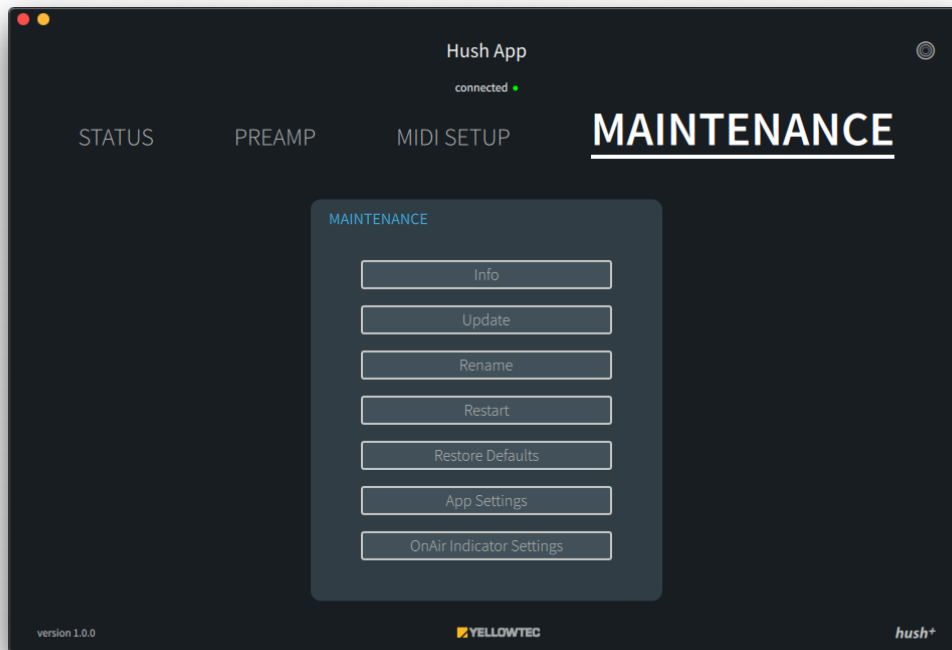 Hush App
connected
STATUS PREAMP MIDI SETUP MAINTENANCE
MAINTENANCE
Info
Update
Rename
Restart
Restore Defaults
App Settings
OnAir Indicator Settings
version 1.0.0 YELLOWTEC hush+